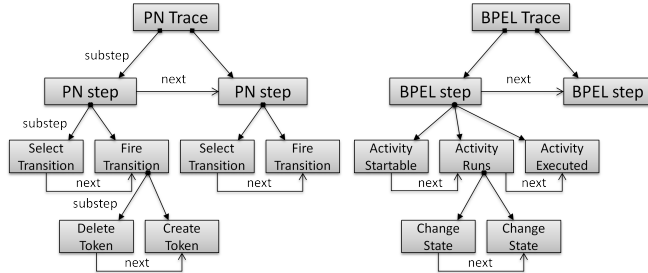 PN Trace
BPEL Trace
substep
next
next
PN step
PN step
BPEL step
BPEL step
substep
Select
Transition
Fire
Transition
Select
Transition
Fire
Transition
Activity
Startable
Activity
Runs
Activity
Executed
next
next
next
next
substep
Delete
Token
Create
Token
Change
State
Change
State
next
next